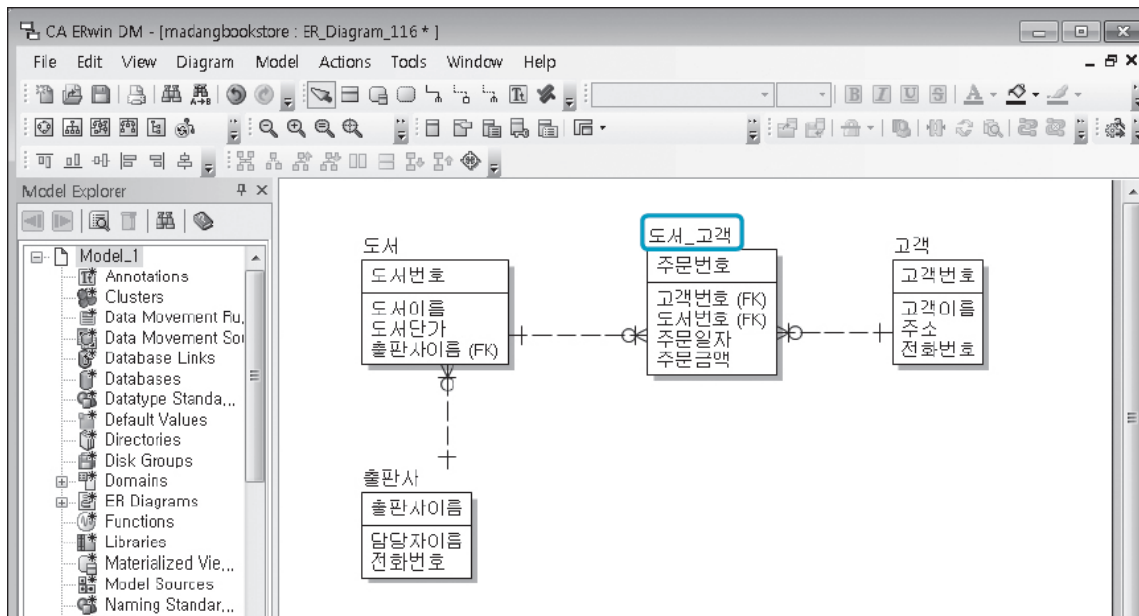 CA ERwin DM - [madangbookstore : ER_Diagram_116 * ]
File Edit View Diagram Model Actions Tools Window Help
Model Explorer
Model_1
Annotations
Clusters
Data Movement Ru...
Data Movement Sou
Database Links
Databases
Datatype Standa...
Default Values
Directories
Disk Groups
Domains
ER Diagrams
Functions
Libraries
Materialized Vie...
Model Sources
Naming Standar...
도서
도서번호
도서이름
도서단가
출판사이름 (FK)
도서_고객
주문번호
고객번호 (FK)
도서번호 (FK)
주문일자
주문금액
고객
고객번호
고객이름
주소
전화번호
출판사
출판사이름
담당자이름
전화번호